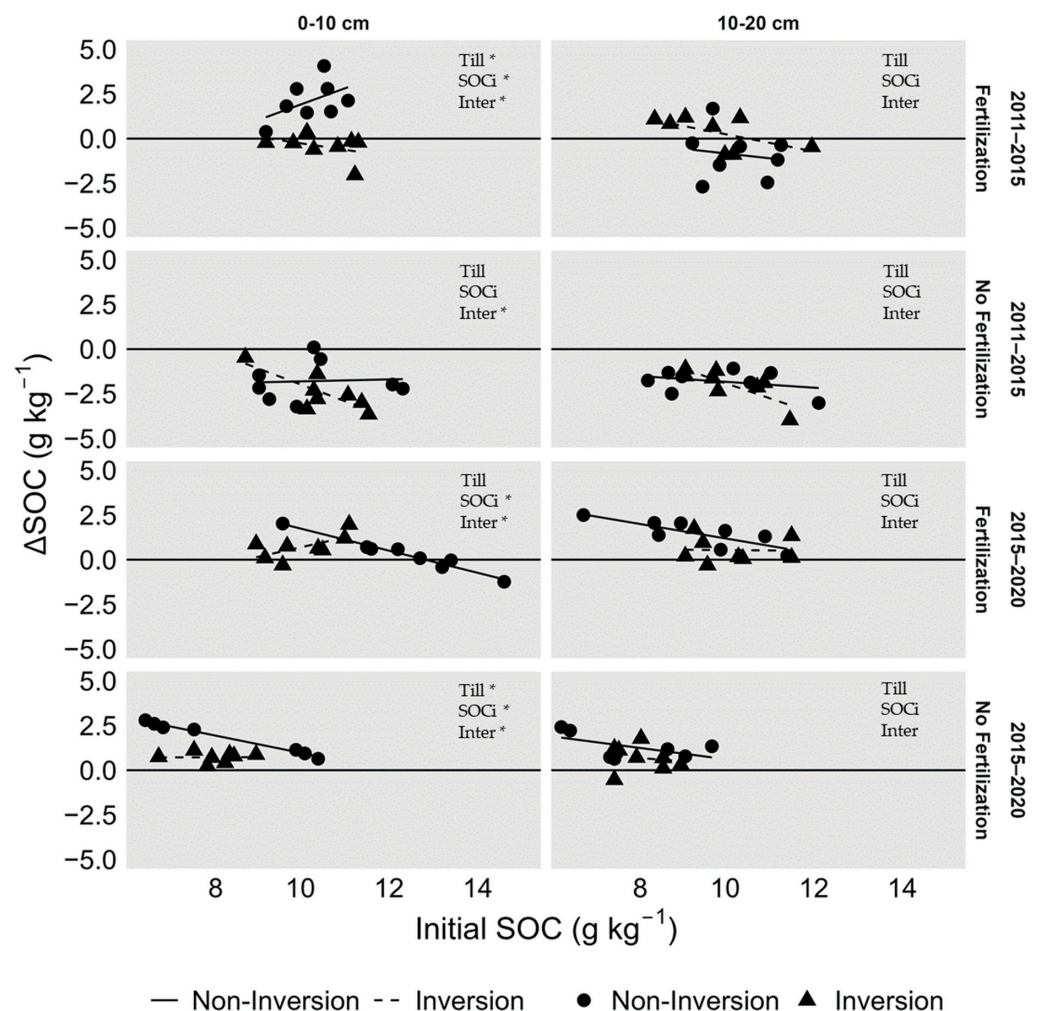 0-10 cm
10-20 cm
5.0
2.5
0.0
−2.5
−5.0
Till *
SOCi *
Inter *
Till
SOCi
Inter
Fertilization
2011–2015
5.0
2.5
0.0
−2.5
−5.0
Till
SOCi
Inter *
Till
SOCi
Inter
No Fertilization
2011–2015
5.0
2.5
0.0
−2.5
−5.0
Till
SOCi *
Inter *
Till
SOCi
Inter
Fertilization
2015–2020
5.0
2.5
0.0
−2.5
−5.0
Till *
SOCi *
Inter *
Till
SOCi
Inter
No Fertilization
2015–2020
ΔSOC (g kg⁻¹)
8 10 12 14
8 10 12 14
Initial SOC (g kg⁻¹)
Non-Inversion Inversion Non-Inversion Inversion